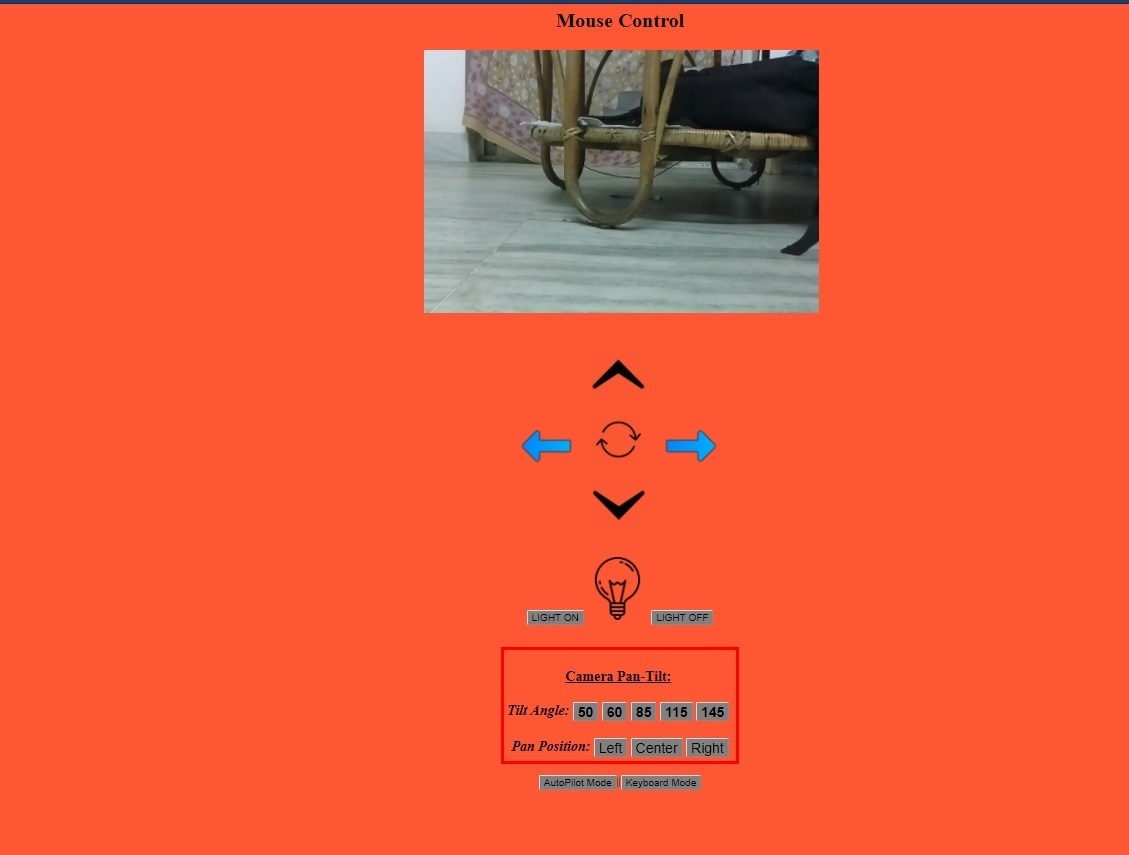 Mouse Control
LIGHT ON LIGHT OFF
Camera Pan-Tilt:
Tilt Angle: 50 60 85 115 145
Pan Position: Left Center Right
AutoPilot Mode | Keyboard Mode